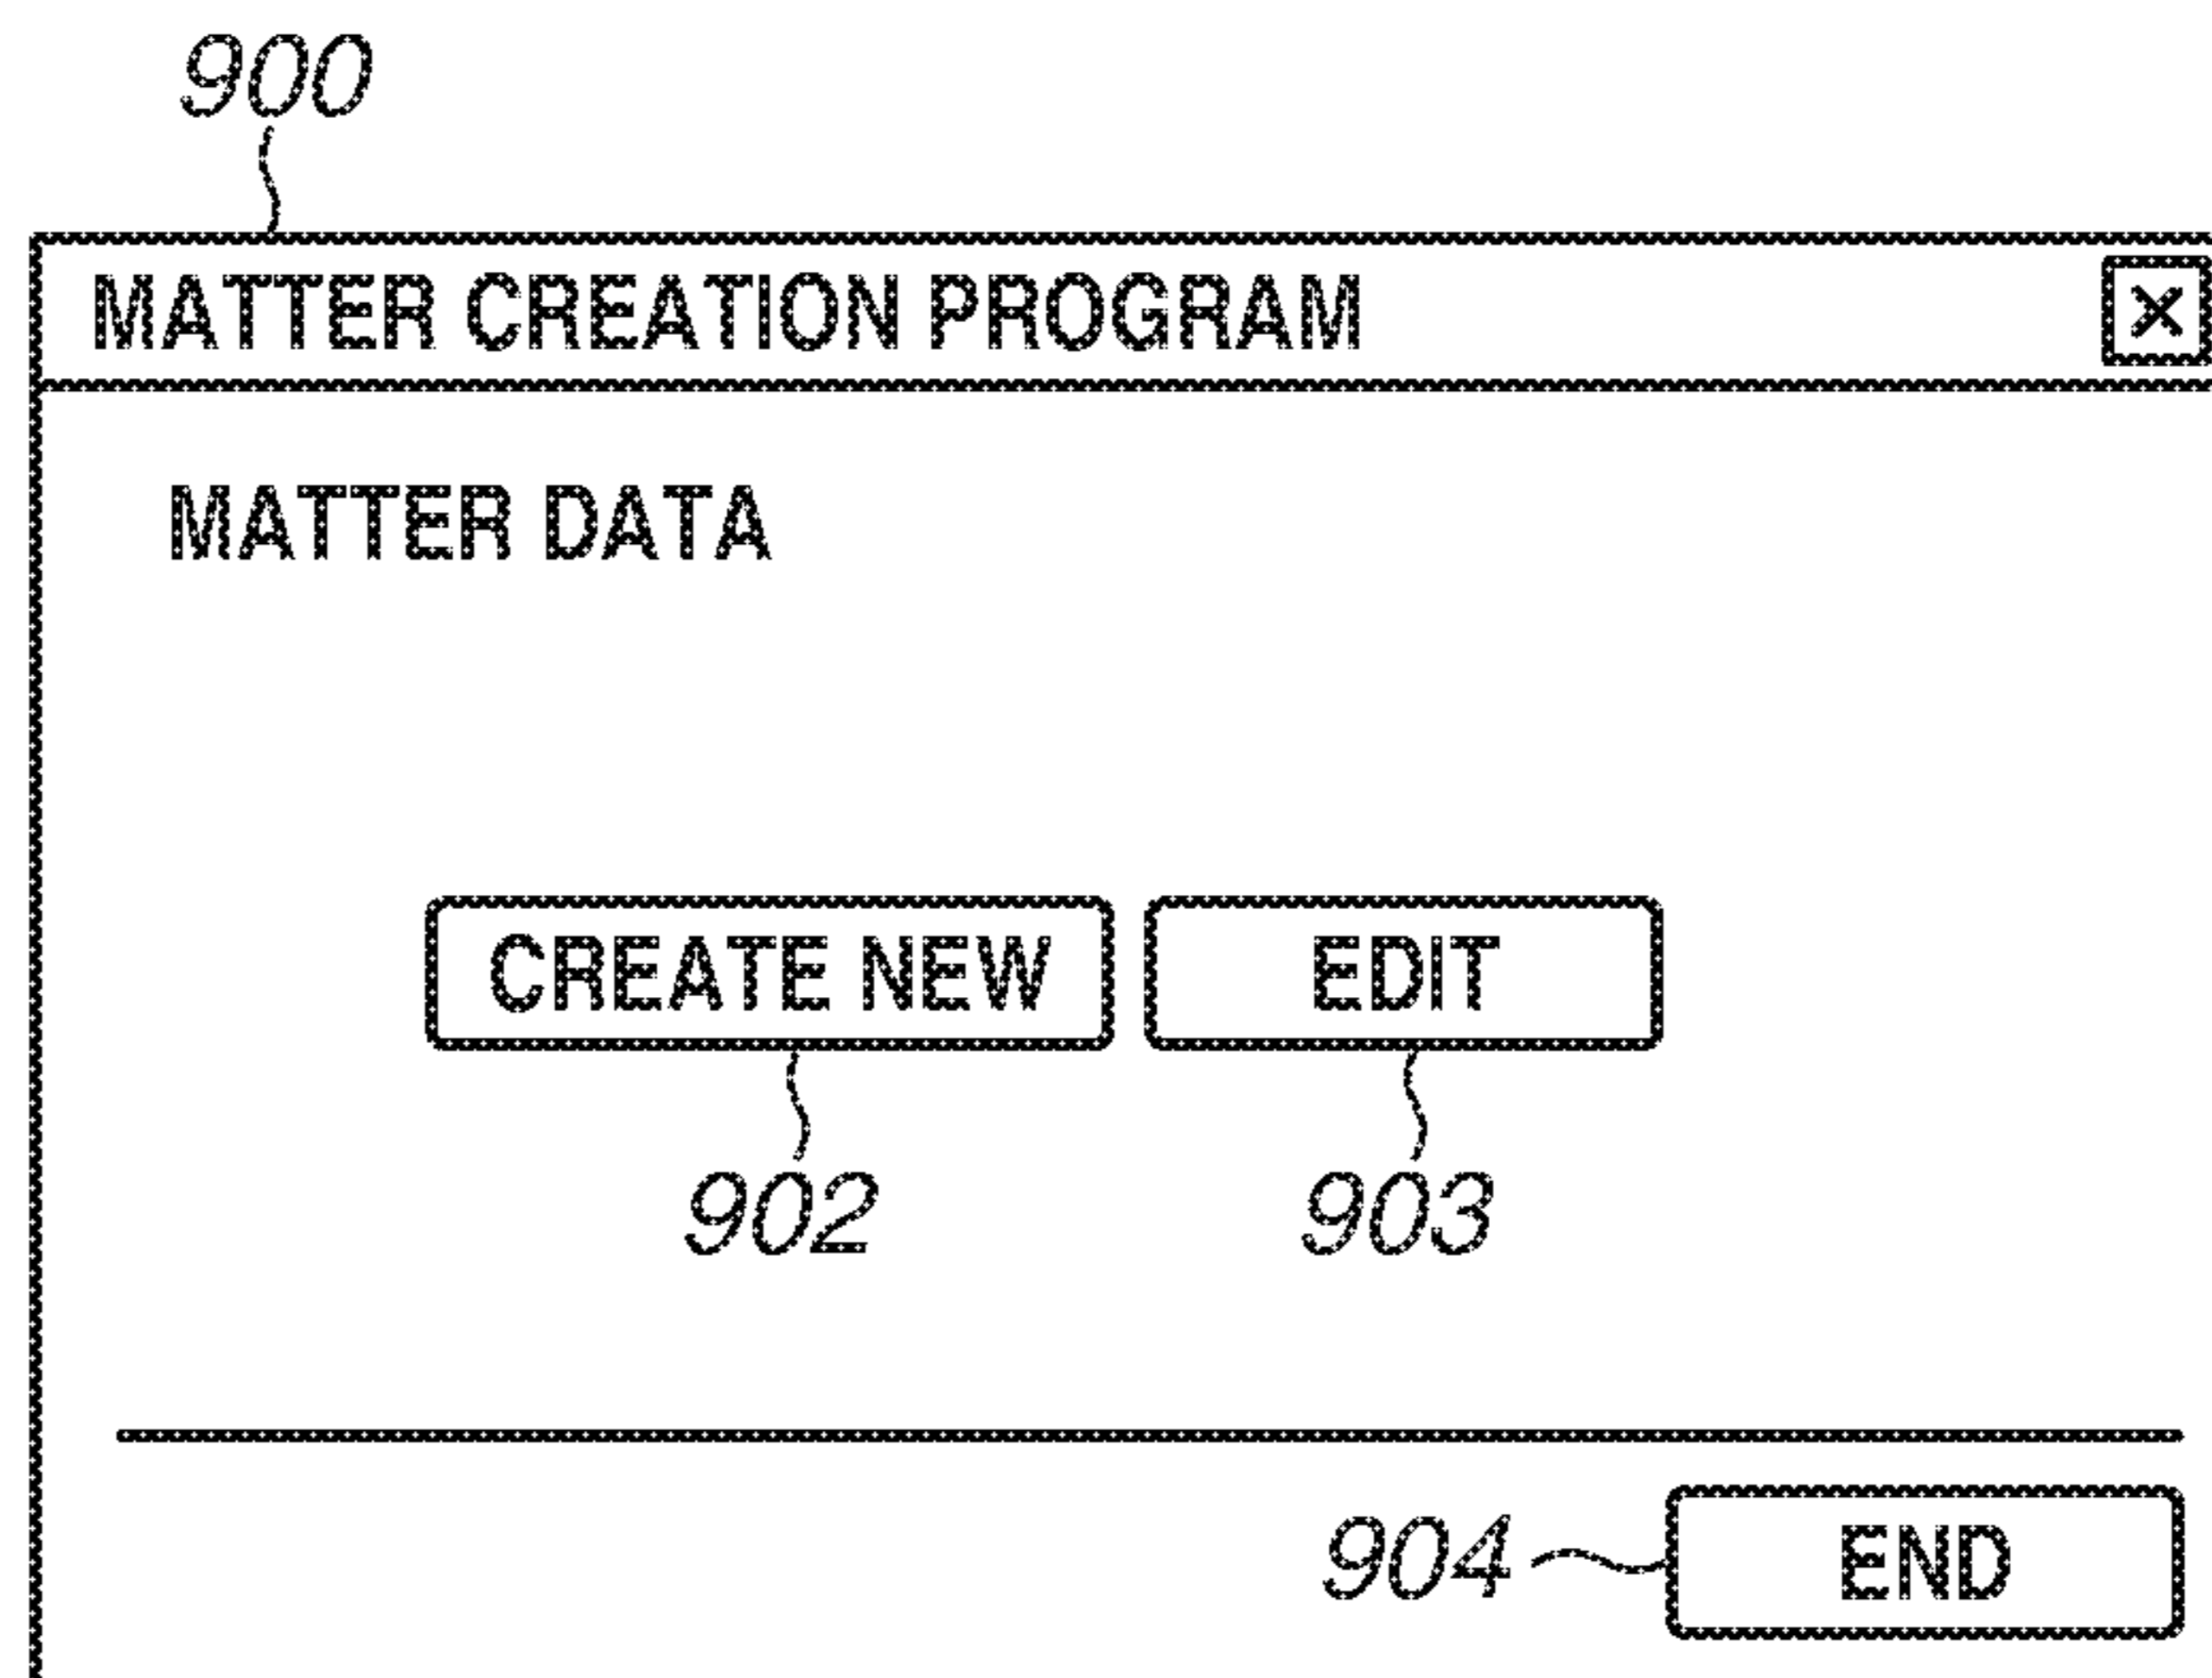 900
MATTER CREATION PROGRAM X
MATTER DATA
CREATE NEW EDIT
902 903
904 END